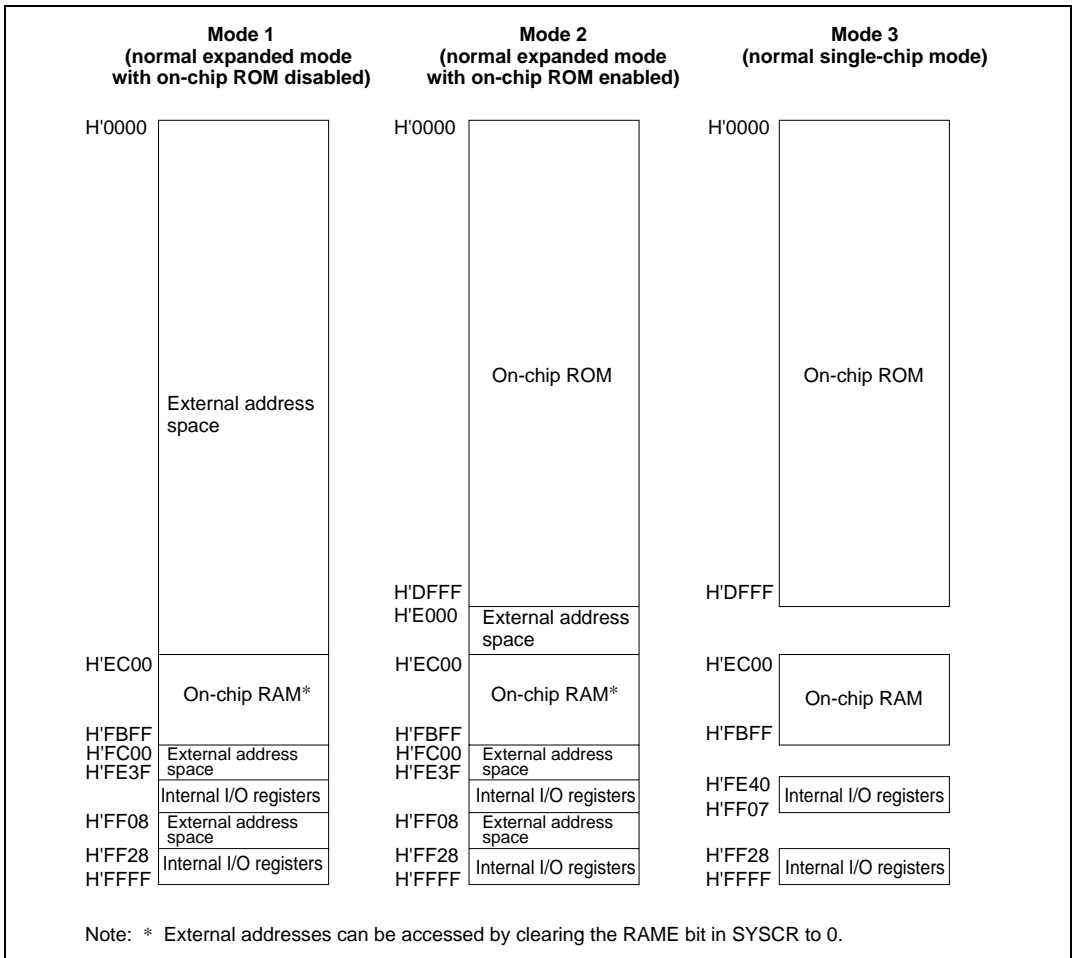 Mode 1
(normal expanded mode
with on-chip ROM disabled)
H'0000
External address
space
H'EC00
On-chip RAM*
H'FBFF
H'FC00
External address
space
H'FE3F
Internal I/O registers
H'FF08
External address
space
H'FF28
Internal I/O registers
H'FFFF
Mode 2
(normal expanded mode
with on-chip ROM enabled)
H'0000
On-chip ROM
H'DFFF
H'E000
External address
space
H'EC00
On-chip RAM*
H'FBFF
H'FC00
External address
space
H'FE3F
Internal I/O registers
H'FF08
External address
space
H'FF28
Internal I/O registers
H'FFFF
Mode 3
(normal single-chip mode)
H'0000
On-chip ROM
H'DFFF
H'EC00
On-chip RAM
H'FBFF
H'FE40
Internal I/O registers
H'FF07
H'FF28
Internal I/O registers
H'FFFF
Note: * External addresses can be accessed by clearing the RAME bit in SYSCR to 0.